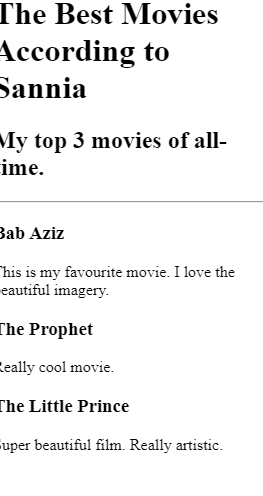 The Best Movies
According to
Sannia
My top 3 movies of all-
time.
Bab Aziz
This is my favourite movie. I love the
beautiful imagery.
The Prophet
Really cool movie.
The Little Prince
Super beautiful film. Really artistic.